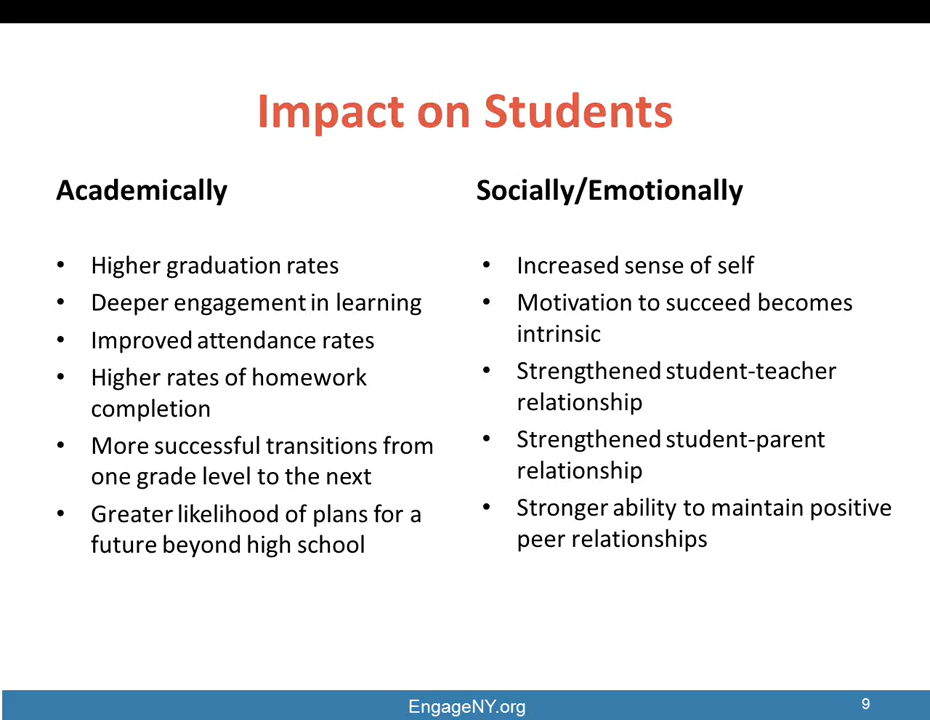 Impact on Students
Academically
• Higher graduation rates
• Deeper engagement in learning
• Improved attendance rates
• Higher rates of homework
completion
• More successful transitions from
one grade level to the next
• Greater likelihood of plans for a
future beyond high school
Socially/Emotionally
• Increased sense of self
• Motivation to succeed becomes
intrinsic
• Strengthened student-teacher
relationship
• Strengthened student-parent
relationship
• Stronger ability to maintain positive
peer relationships
EngageNY.org
9